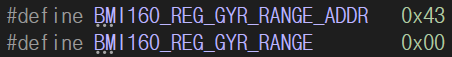 #define BMI160_REG_GYR_RANGE_ADDR 0x43
#define BMI160_REG_GYR_RANGE 0x00